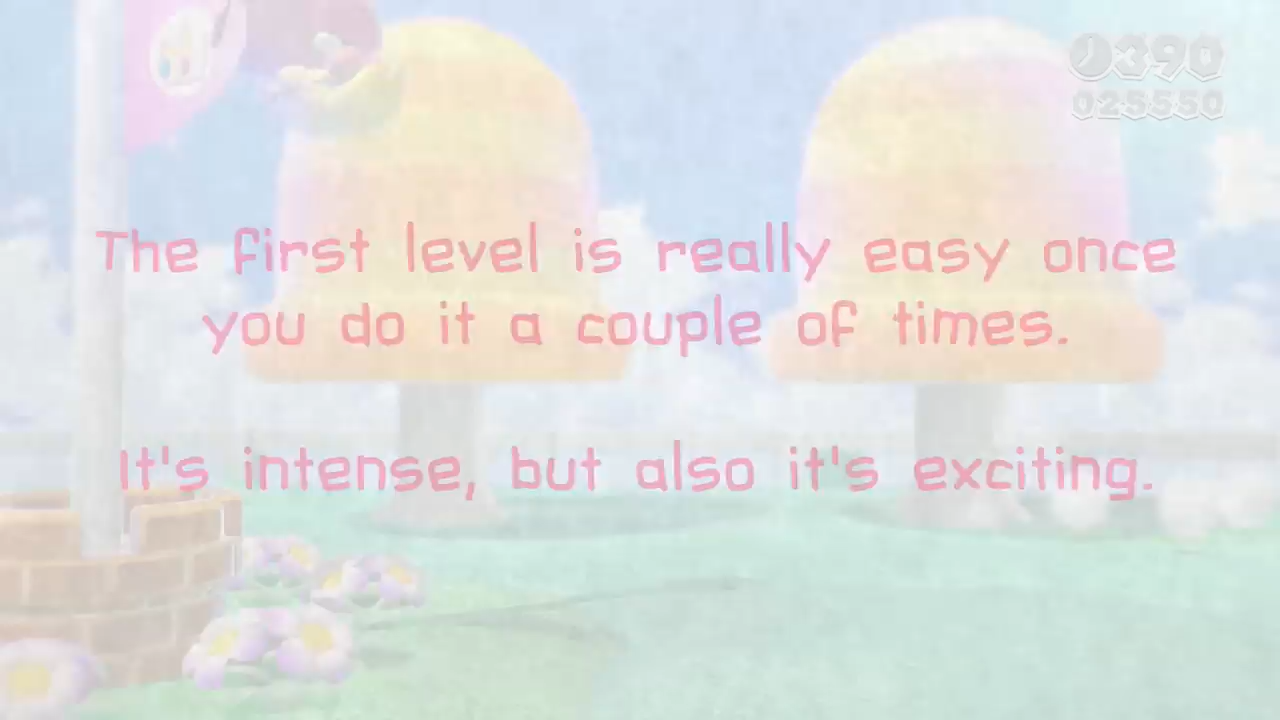 390
025550
The first level is really easy once
you do it a couple of times.
It's intense, but also it's exciting.